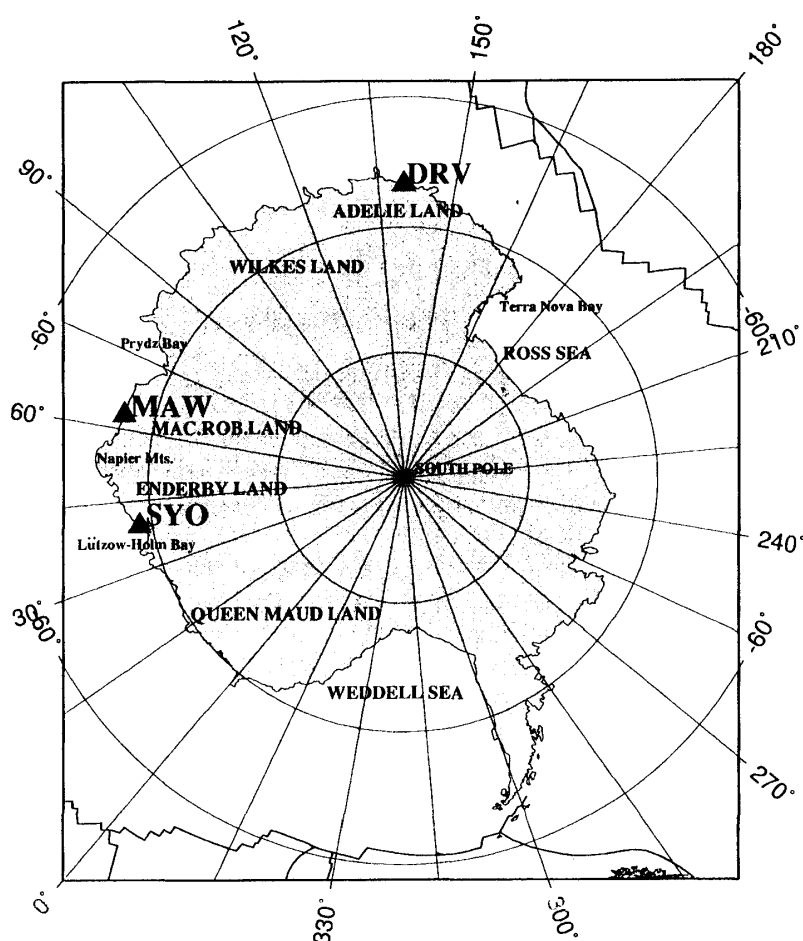 120°
150°
180°
90°
DRV
ADELIE LAND
WILKES LAND
Terra Nova Bay
-60°
-60°
210°
Prydz Bay
ROSS SEA
60°
MAW
MAC.ROB.LAND
Napier Mts.
SOUTH POLE
ENDERBY LAND
SYO
Lützow-Holm Bay
240°
30°
-60°
QUEEN MAUD LAND
-60°
WEDDELL SEA
270°
0°
330°
300°